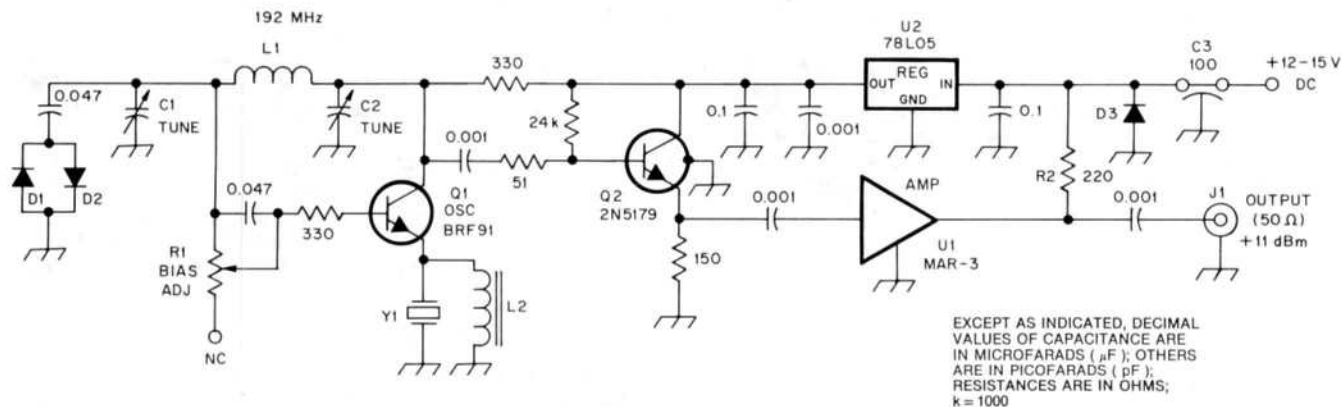 192 MHz
L1
0.047
C1
TUNE
C2
TUNE
330
24k
0.001
51
0.047
330
D1
D2
R1
BIAS
ADJ
NC
Q1
OSC
BRF91
Y1
L2
Q2
2N5179
150
0.1
0.001
U2
78L05
OUT
REG
IN
GND
0.1
D3
C3
100
+12-15 V
DC
R2
220
0.001
AMP
U1
MAR-3
0.001
J1
OUTPUT
(50 Ω)
+11 dBm
EXCEPT AS INDICATED, DECIMAL
VALUES OF CAPACITANCE ARE
IN MICROFARADS ( µF ); OTHERS
ARE IN PICOFARADS ( pF );
RESISTANCES ARE IN OHMS;
k = 1000